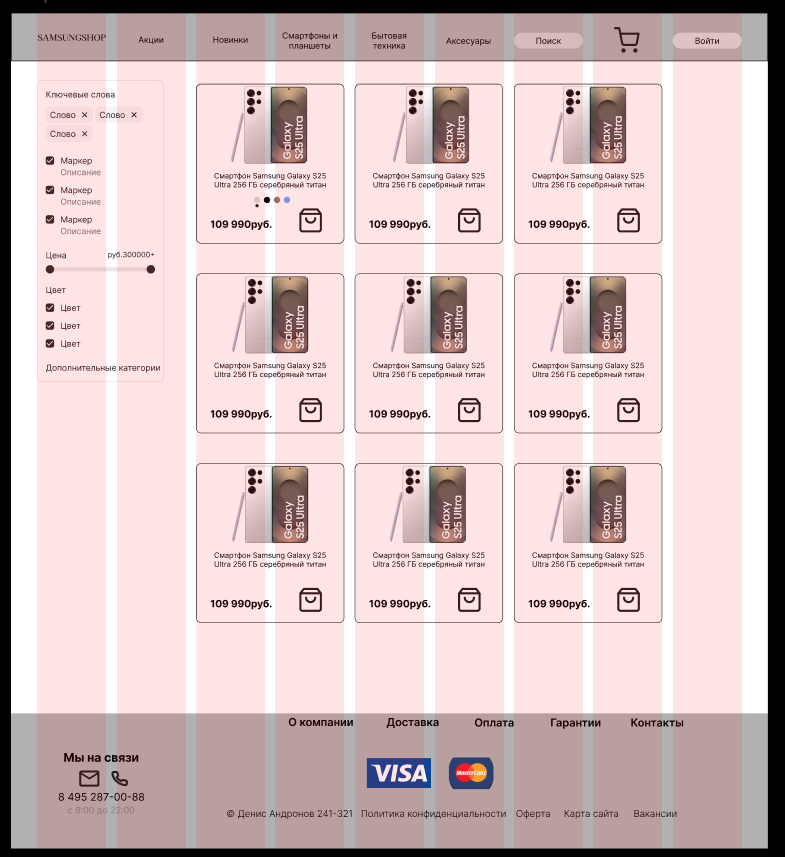 SAMSUNGSHOP
Акции
Новинки
Смартфоны и
планшеты
Бытовая
техника
Аксесуары
Поиск
Войти
Ключевые слова
Слово ✕ Слово ✕
Слово ✕
Маркер
Описание
Маркер
Описание
Маркер
Описание
Цена руб.300000+
Цвет
Цвет
Цвет
Цвет
Дополнительные категории
Galaxy
S25 Ultra
Смартфон Samsung Galaxy S25
Ultra 256 ГБ серебряный титан
109 990руб.
Galaxy
S25 Ultra
Смартфон Samsung Galaxy S25
Ultra 256 ГБ серебряный титан
109 990руб.
Galaxy
S25 Ultra
Смартфон Samsung Galaxy S25
Ultra 256 ГБ серебряный титан
109 990руб.
Galaxy
S25 Ultra
Смартфон Samsung Galaxy S25
Ultra 256 ГБ серебряный титан
109 990руб.
Galaxy
S25 Ultra
Смартфон Samsung Galaxy S25
Ultra 256 ГБ серебряный титан
109 990руб.
Galaxy
S25 Ultra
Смартфон Samsung Galaxy S25
Ultra 256 ГБ серебряный титан
109 990руб.
Galaxy
S25 Ultra
Смартфон Samsung Galaxy S25
Ultra 256 ГБ серебряный титан
109 990руб.
Galaxy
S25 Ultra
Смартфон Samsung Galaxy S25
Ultra 256 ГБ серебряный титан
109 990руб.
Galaxy
S25 Ultra
Смартфон Samsung Galaxy S25
Ultra 256 ГБ серебряный титан
109 990руб.
О компании Доставка Оплата Гарантии Контакты
Мы на связи
8 495 287-00-88
с 9:00 до 22:00
VISA
MasterCard
© Денис Андронов 241-321 Политика конфиденциальности Оферта Карта сайта Вакансии